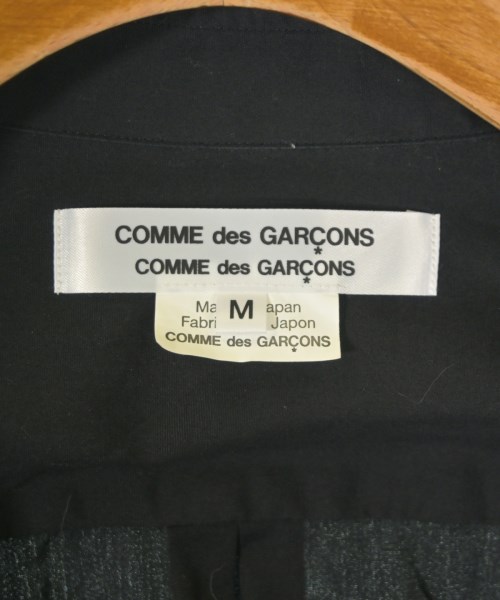 COMME des GARÇONS
COMME des GARÇONS
M
Ma apan
Fabri Japon
COMME des GARÇONS